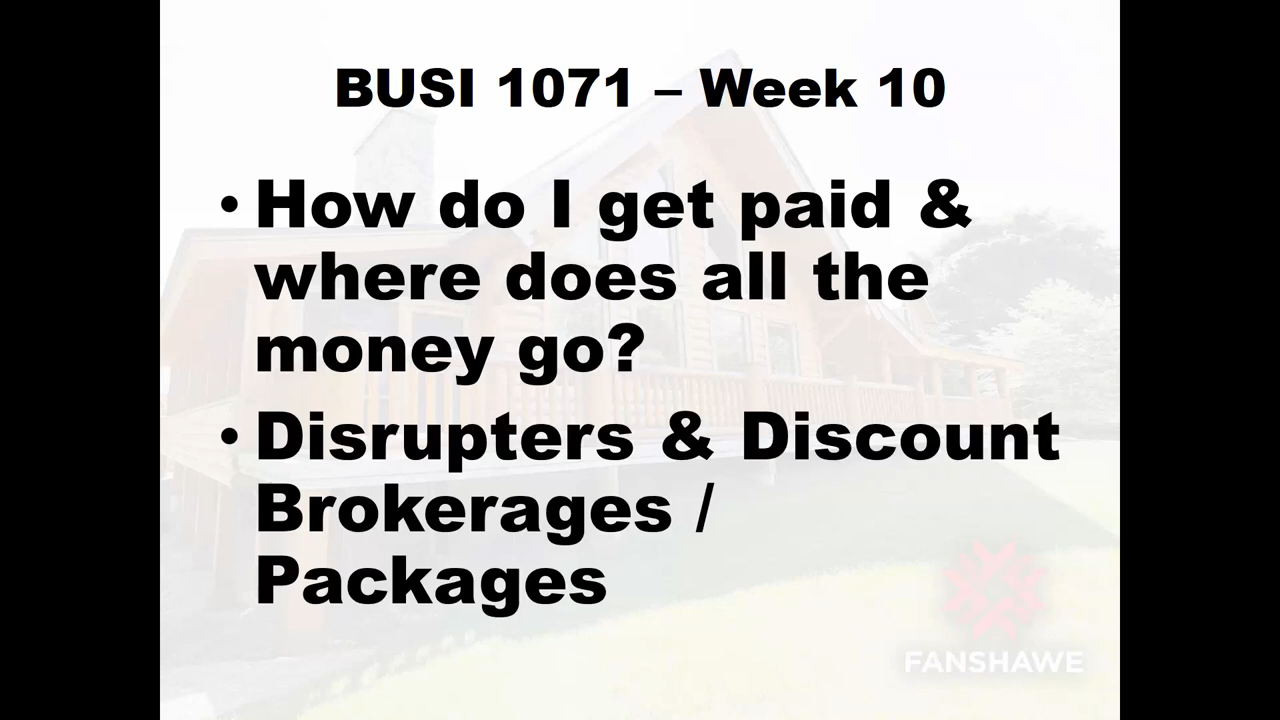 BUSI 1071 – Week 10
• How do I get paid &
where does all the
money go?
• Disrupters & Discount
Brokerages /
Packages
FANSHAWE